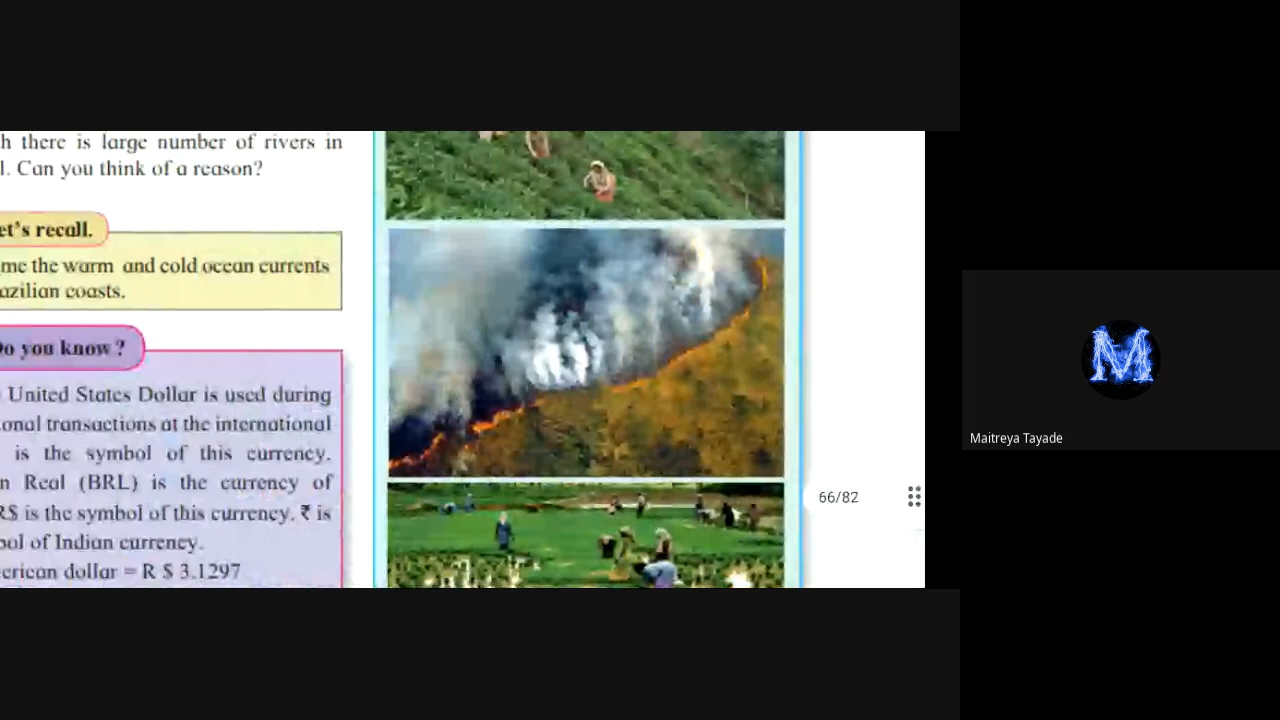 h there is large number of rivers in
l. Can you think of a reason?
et's recall.
me the warm and cold ocean currents
azilian coasts.
Do you know ?
United States Dollar is used during
onal transactions at the international
is the symbol of this currency.
n Real (BRL) is the currency of
R$ is the symbol of this currency. ₹ is
bol of Indian currency.
erican dollar = R $ 3.1297
66/82
Maitreya Tayade